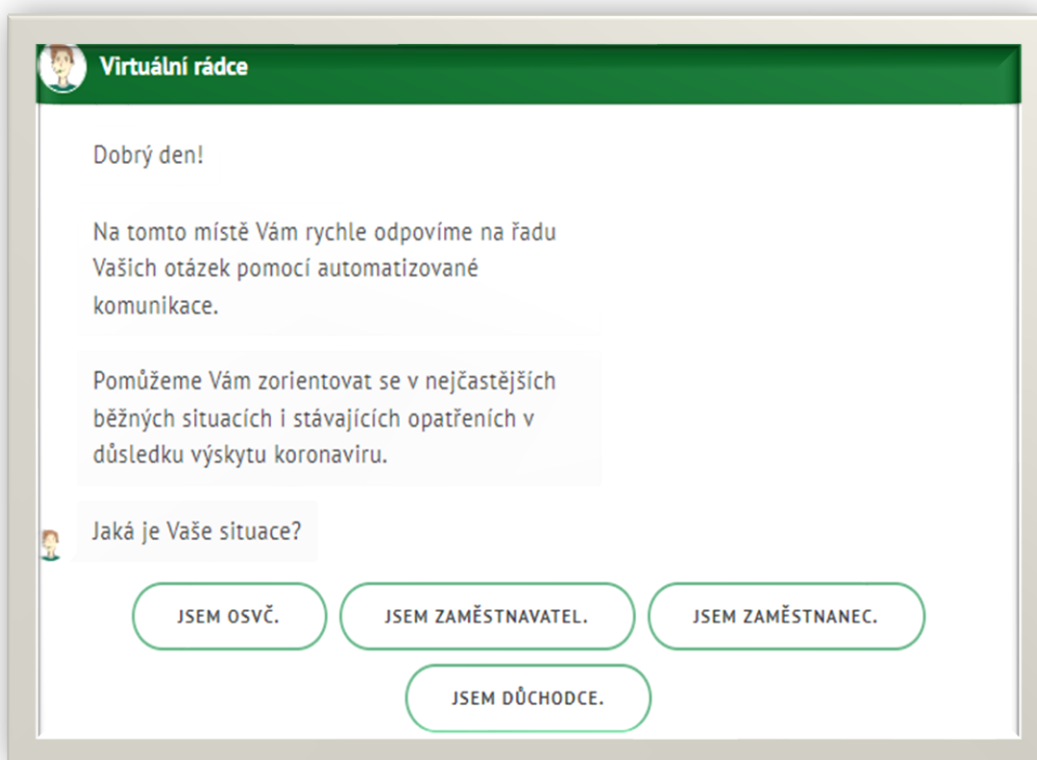 Virtuální rádce
Dobrý den!
Na tomto místě Vám rychle odpovíme na řadu
Vašich otázek pomocí automatizované
komunikace.
Pomůžeme Vám zorientovat se v nejčastějších
běžných situacích i stávajících opatřeních v
důsledku výskytu koronaviru.
Jaká je Vaše situace?
JSEM OSVČ.
JSEM ZAMĚSTNAVATEL.
JSEM ZAMĚSTNANEC.
JSEM DŮCHODCE.